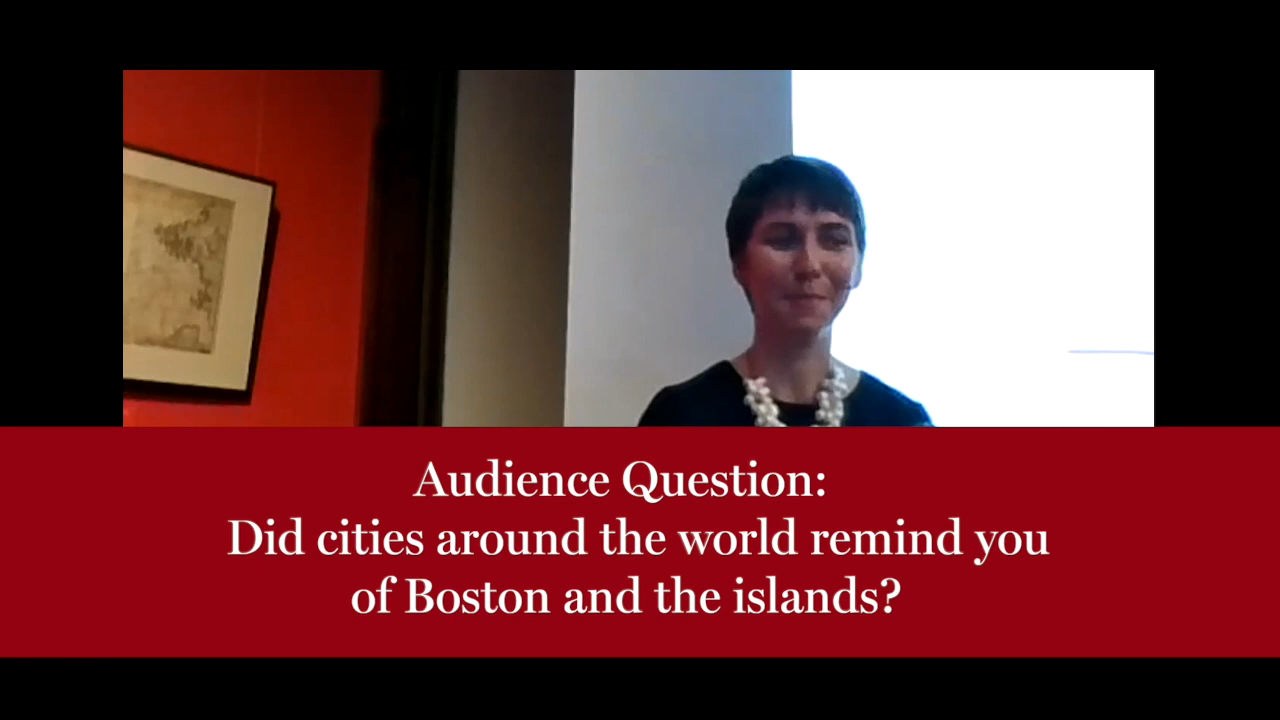 Audience Question:
Did cities around the world remind you
of Boston and the islands?